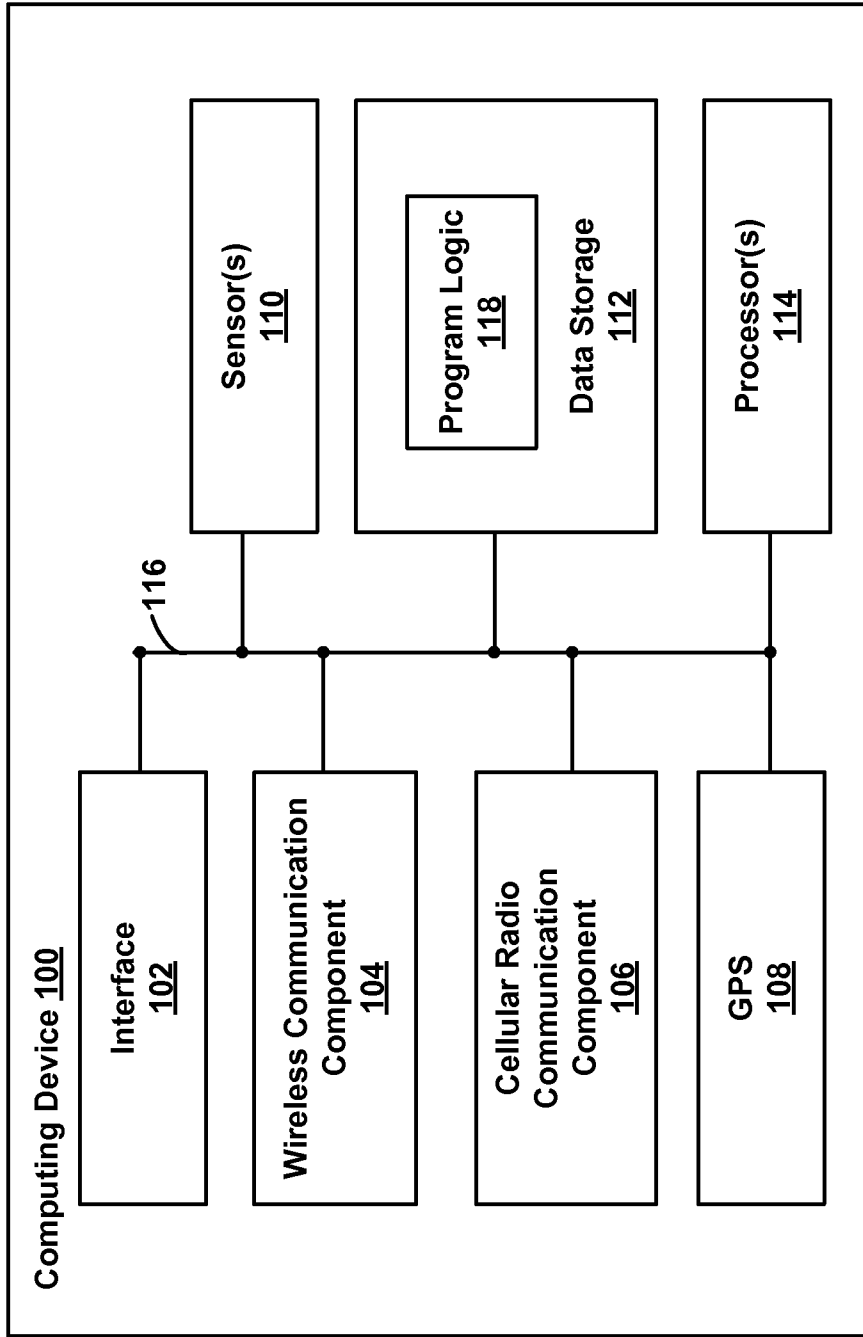 Computing Device 100
Interface
102
Wireless Communication
Component
104
Cellular Radio
Communication
Component
106
GPS
108
116
Sensor(s)
110
Program Logic
118
Data Storage
112
Processor(s)
114